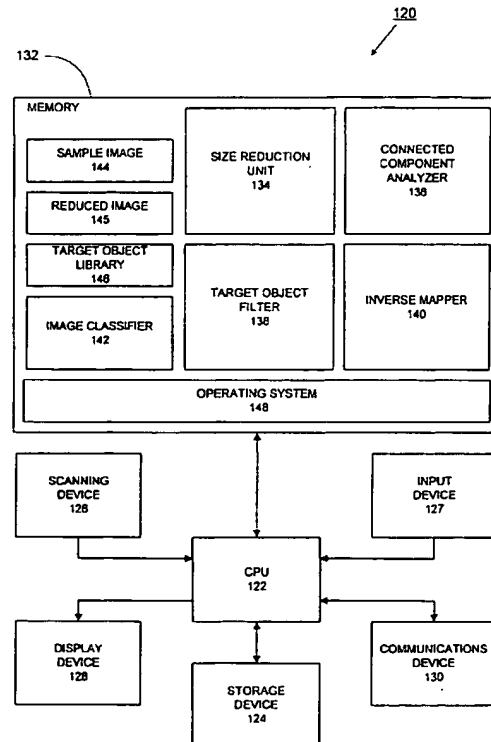 120
132
MEMORY
SAMPLE IMAGE
144
REDUCED IMAGE
145
TARGET OBJECT
LIBRARY
146
IMAGE CLASSIFIER
142
SIZE REDUCTION
UNIT
134
CONNECTED
COMPONENT
ANALYZER
136
TARGET OBJECT
FILTER
138
INVERSE MAPPER
140
OPERATING SYSTEM
148
SCANNING
DEVICE
126
INPUT
DEVICE
127
CPU
122
DISPLAY
DEVICE
128
STORAGE
DEVICE
124
COMMUNICATIONS
DEVICE
130